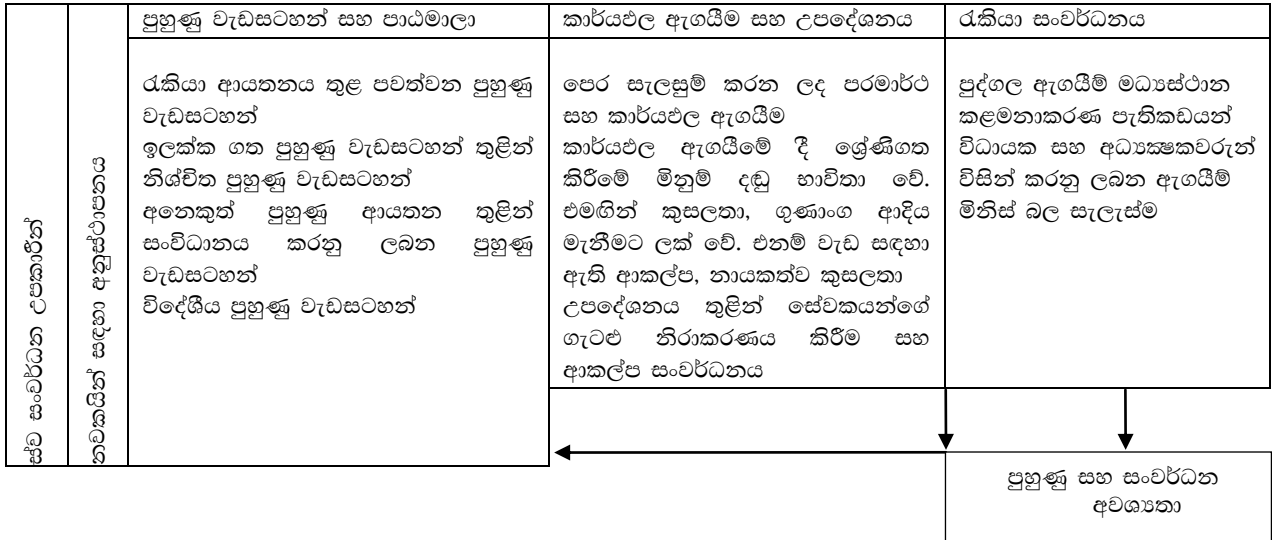 ස්ව සංවර්ධන උපකාරීන්
නවකයින් සඳහා අනුස්ථාපනය
පුහුණු වැඩසටහන් සහ පාඨමාලා
රැකියා ආයතනය තුළ පවත්වන පුහුණු
වැඩසටහන්
ඉලක්ක ගත පුහුණු වැඩසටහන් තුළින්
නිශ්චිත පුහුණු වැඩසටහන්
අනෙකුත් පුහුණු ආයතන තුළින්
සංවිධානය කරනු ලබන පුහුණු
වැඩසටහන්
විදේශීය පුහුණු වැඩසටහන්
කාර්යඵල ඇගයීම සහ උපදේශනය
පෙර සැලසුම් කරන ලද පරමාර්ථ
සහ කාර්යඵල ඇගයීම
කාර්යඵල ඇගයීමේ දී ශ්‍රේණිගත
කිරීමේ මිනුම් දඬු භාවිතා වේ.
එමඟින් කුසලතා, ගුණාංග ආදිය
මැනීමට ලක් වේ. එනම් වැඩ සඳහා
ඇති ආකල්ප, නායකත්ව කුසලතා
උපදේශනය තුළින් සේවකයන්ගේ
ගැටළු නිරාකරණය කිරීම සහ
ආකල්ප සංවර්ධනය
රැකියා සංවර්ධනය
පුද්ගල ඇගයීම් මධ්‍යස්ථාන
කළමනාකරණ පැතිකඩයන්
විධායක සහ අධ්‍යක්ෂකවරුන්
විසින් කරනු ලබන ඇගයීම්
මිනිස් බල සැලැස්ම
පුහුණු සහ සංවර්ධන
අවශ්‍යතා